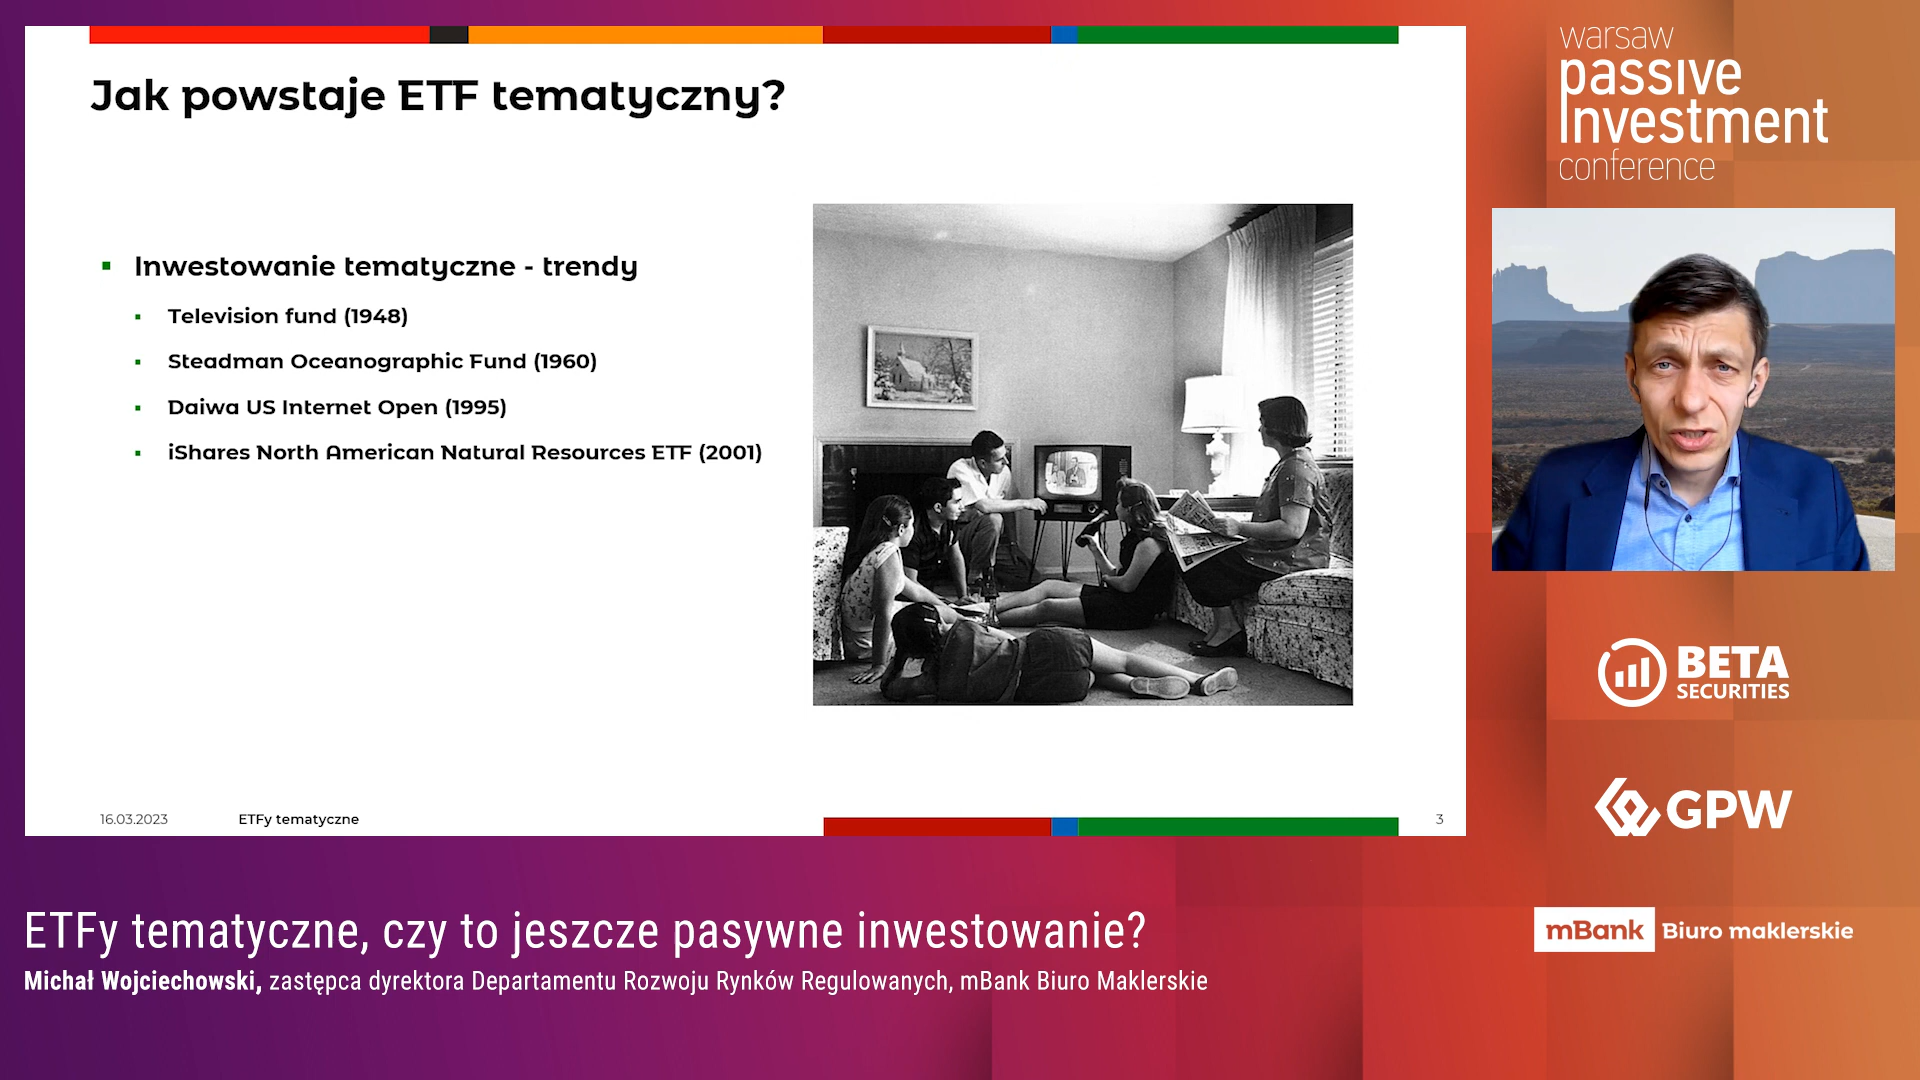 Jak powstaje ETF tematyczny?
Inwestowanie tematyczne - trendy
Television fund (1948)
Steadman Oceanographic Fund (1960)
Daiwa US Internet Open (1995)
iShares North American Natural Resources ETF (2001)
16.03.2023
ETFy tematyczne
3
warsaw
passive
Investment
conference
BETA
SECURITIES
GPW
mBank Biuro maklerskie
ETFy tematyczne, czy to jeszcze pasywne inwestowanie?
Michał Wojciechowski, zastępca dyrektora Departamentu Rozwoju Rynków Regulowanych, mBank Biuro Maklerskie